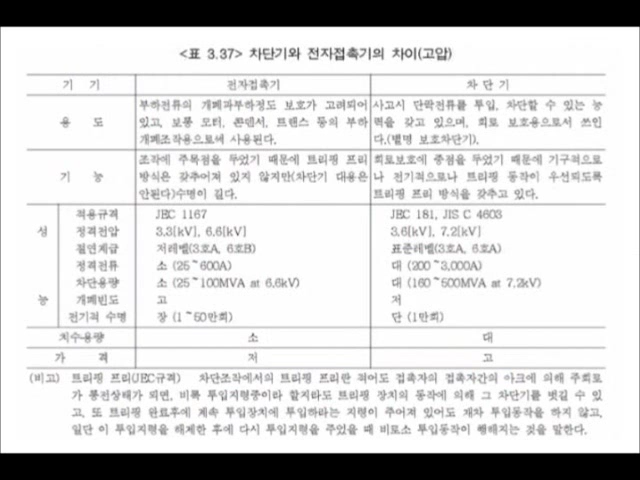 <표 3.37> 차단기와 전자접촉기의 차이(고압)
기 기 전자접촉기 차 단 기
용 도 부하전류의 개폐과부하정도 보호가 고려되어 있고, 보통 모터, 콘덴서, 트랜스 등의 부하 개폐조작용으로색 사용된다. 사고시 단락전류를 투입, 차단할 수 있는 능력을 갖고 있으며, 회로 보호용으로서 쓰인다.(별명 보호차단기).
기 능 조작에 주목점을 두었기 때문에 트리핑 프리 방식은 갖추어져 있지 않지만(차단기 대용은 안된다)수명이 길다. 회로보호에 중점을 두었기 때문에 기구적으로나 전기적으로나 트리핑 동작이 우선되도록 트리핑 프리 방식을 갖추고 있다.
성 능
적용규격 JEC 1167 JEC 181, JIS C 4603
정격전압 3.3[kV], 6.6[kV] 3.6[kV], 7.2[kV]
절연계급 저레벨(3호A, 6호B) 표준레벨(3호A, 6호A)
정격전류 소 (25~600A) 대 (200~3,000A)
차단용량 소 (25~100MVA at 6.6kV) 대 (160~500MVA at 7.2kV)
개폐빈도 고 저
전기적 수명 장 (1~50만회) 단 (1만회)
치수·용량 소 대
가 격 저 고
(비고) 트리핑 프리(JEC규격) 차단조작에서의 트리핑 프리란 적어도 접촉자의 접촉자간의 아크에 의해 주회로
가 통전상태가 되면, 비록 투입지령중이라 할지라도 트리핑 장치의 동작에 의해 그 차단기를 벗길 수 있
고, 또 트리핑 완료후에 계속 투입장치에 투입하라는 지령이 주어져 있어도 재차 투입동작을 하지 않고,
일단 이 투입지령을 해제한 후에 다시 투입지령을 주었을 때 비로소 투입동작이 행해지는 것을 말한다.